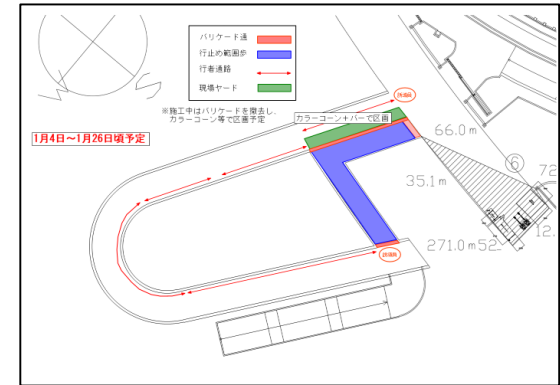 バリケード通
行止め範囲歩
行者通路
現場ヤード
※施工中はバリケードを撤去し、
カラーコーン等で区画予定
カラーコーン+バーで区画
1月4日~1月26日頃予定
66.0m
35.1m
⑥
72
12.
271.0m
52.